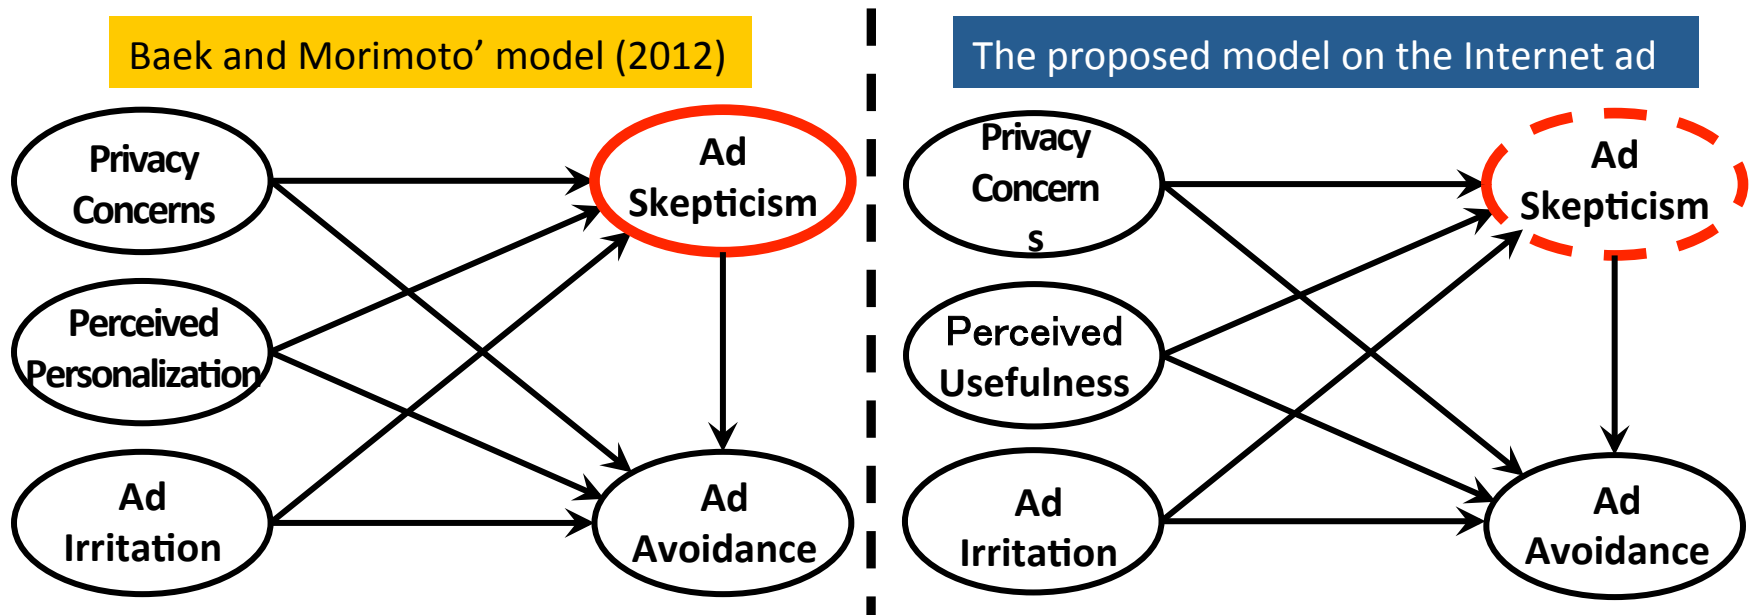 Baek and Morimoto’ model (2012)
Privacy
Concerns
Perceived
Personalization
Ad
Irritation
Ad
Skepticism
Ad
Avoidance
The proposed model on the Internet ad
Privacy
Concern
s
Perceived
Usefulness
Ad
Irritation
Ad
Skepticism
Ad
Avoidance